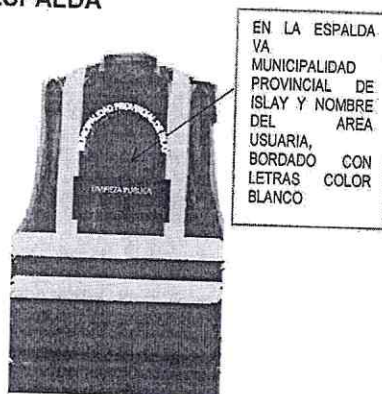 ESPALDA
EN LA ESPALDA
VA
MUNICIPALIDAD
PROVINCIAL DE
ISLAY Y NOMBRE
DEL AREA
USUARIA,
BORDADO CON
LETRAS COLOR
BLANCO
MUNICIPALIDAD PROVINCIAL DE ISLAY
LIMPIEZA PUBLICA